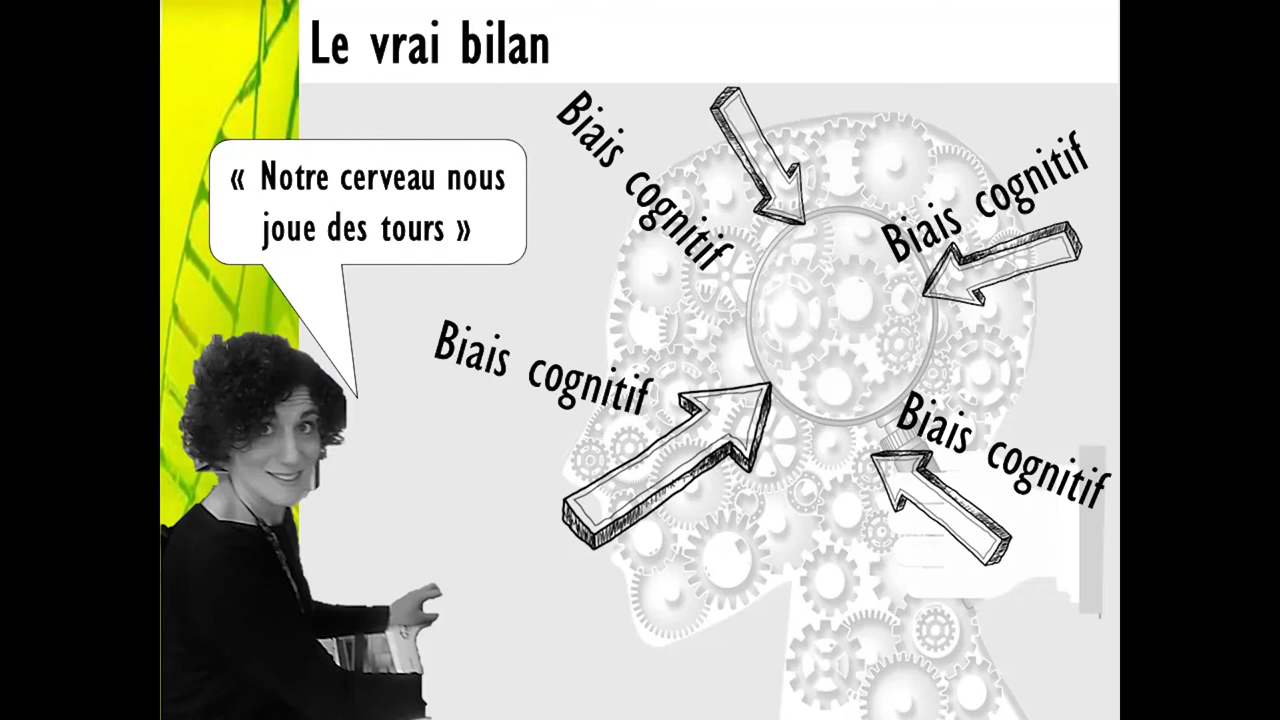 Le vrai bilan
« Notre cerveau nous
joue des tours »
Biais cognitif
Biais cognitif
Biais cognitif
Biais cognitif